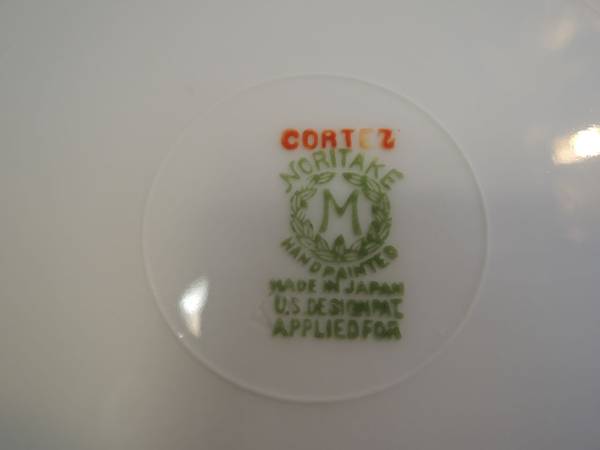 CORTEZ
NORITAKE
M
HANDPAINTED
MADE IN JAPAN
U.S. DESIGN PAT.
APPLIED FOR